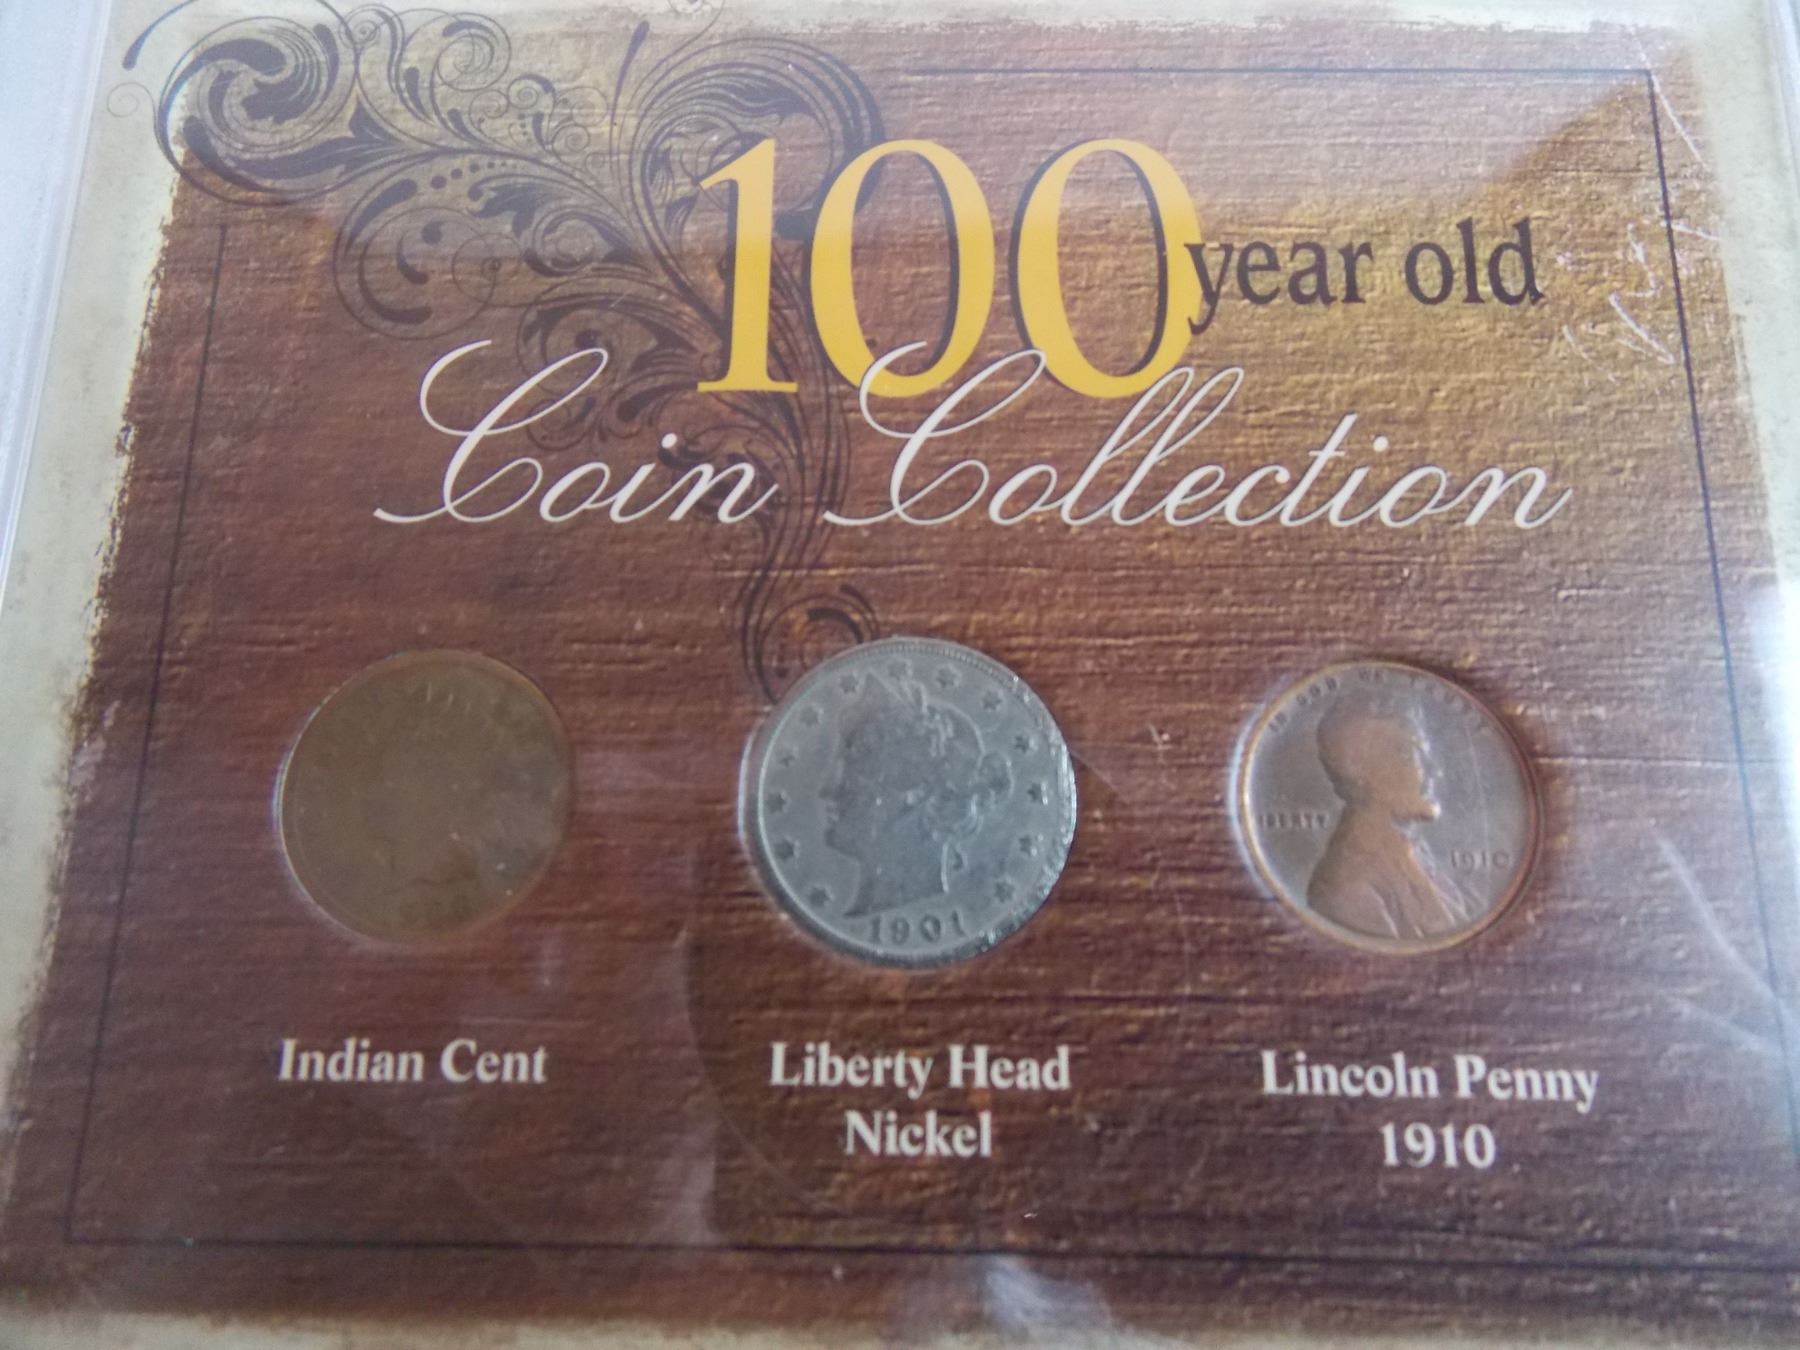 100 year old
Coin Collection
IN GOD WE TRUST
LIBERTY
1910
1901
Indian Cent
Liberty Head
Nickel
Lincoln Penny
1910